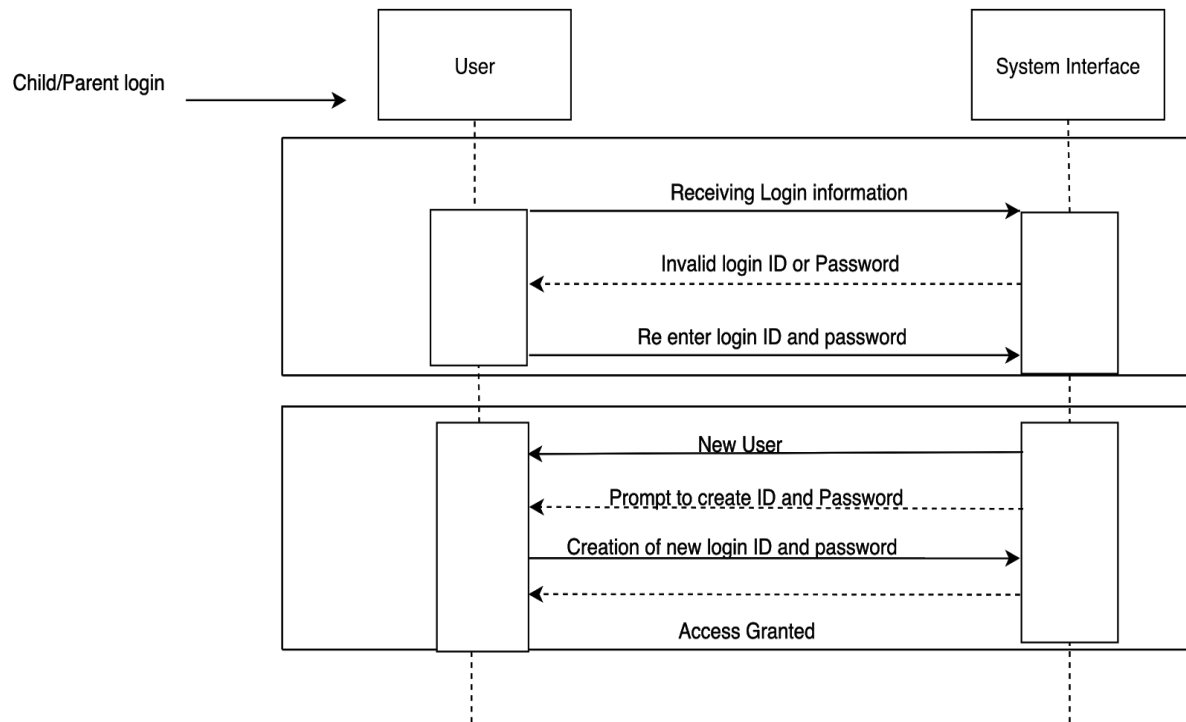 User
System Interface
Child/Parent login
Receiving Login information
Invalid login ID or Password
Re enter login ID and password
New User
Prompt to create ID and Password
Creation of new login ID and password
Access Granted